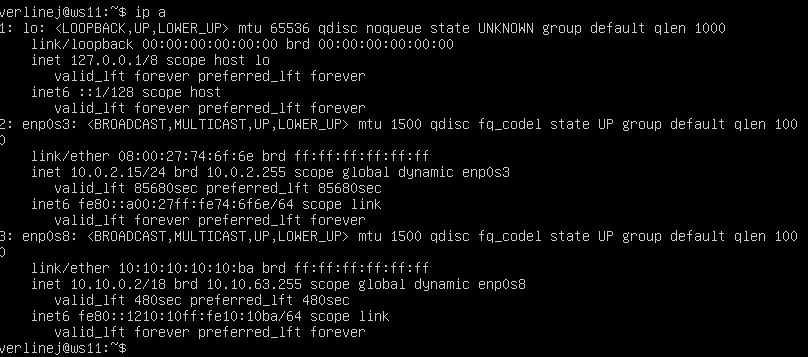 verlinej@ws11:~$ ip a
1: lo: <LOOPBACK,UP,LOWER_UP> mtu 65536 qdisc noqueue state UNKNOWN group default qlen 1000
    link/loopback 00:00:00:00:00:00 brd 00:00:00:00:00:00
    inet 127.0.0.1/8 scope host lo
       valid_lft forever preferred_lft forever
    inet6 ::1/128 scope host
       valid_lft forever preferred_lft forever
2: enp0s3: <BROADCAST,MULTICAST,UP,LOWER_UP> mtu 1500 qdisc fq_codel state UP group default qlen 100
0
    link/ether 08:00:27:74:6f:6e brd ff:ff:ff:ff:ff:ff
    inet 10.0.2.15/24 brd 10.0.2.255 scope global dynamic enp0s3
       valid_lft 85680sec preferred_lft 85680sec
    inet6 fe80::a00:27ff:fe74:6f6e/64 scope link
       valid_lft forever preferred_lft forever
3: enp0s8: <BROADCAST,MULTICAST,UP,LOWER_UP> mtu 1500 qdisc fq_codel state UP group default qlen 100
0
    link/ether 10:10:10:10:10:ba brd ff:ff:ff:ff:ff:ff
    inet 10.10.0.2/18 brd 10.10.63.255 scope global dynamic enp0s8
       valid_lft 480sec preferred_lft 480sec
    inet6 fe80::1210:10ff:fe10:10ba/64 scope link
       valid_lft forever preferred_lft forever
verlinej@ws11:~$